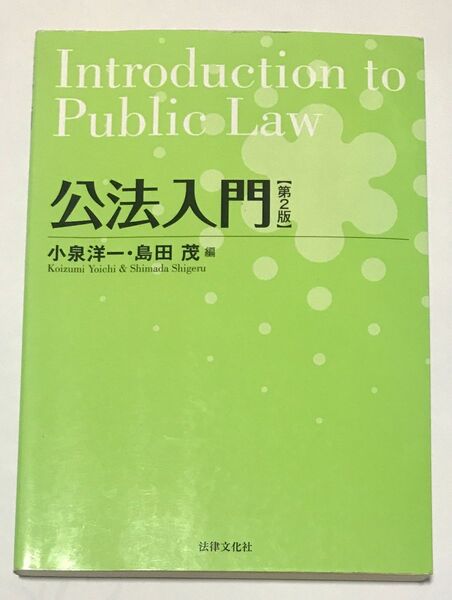 Introduction to
Public Law
公法入門【第2版】
小泉洋一・島田 茂 編
Koizumi Yoichi & Shimada Shigeru
法律文化社